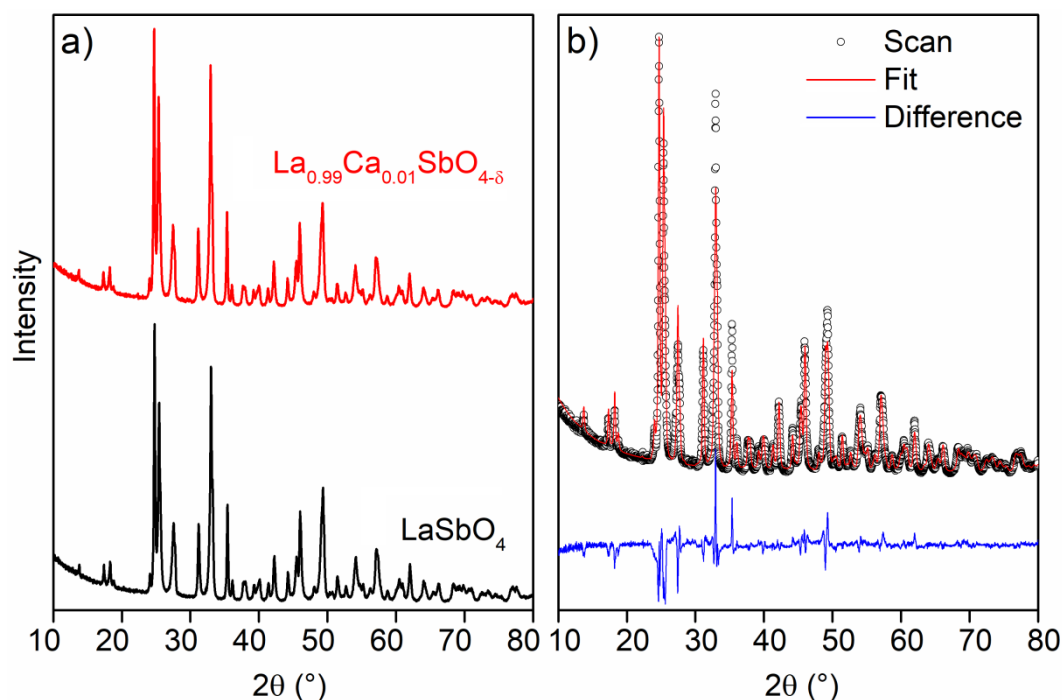 a)
La₀.₉₉Ca₀.₀₁SbO₄₋δ
LaSbO₄
Intensity
10 20 30 40 50 60 70 80
2θ (°)
b)
Scan
Fit
Difference
10 20 30 40 50 60 70 80
2θ (°)